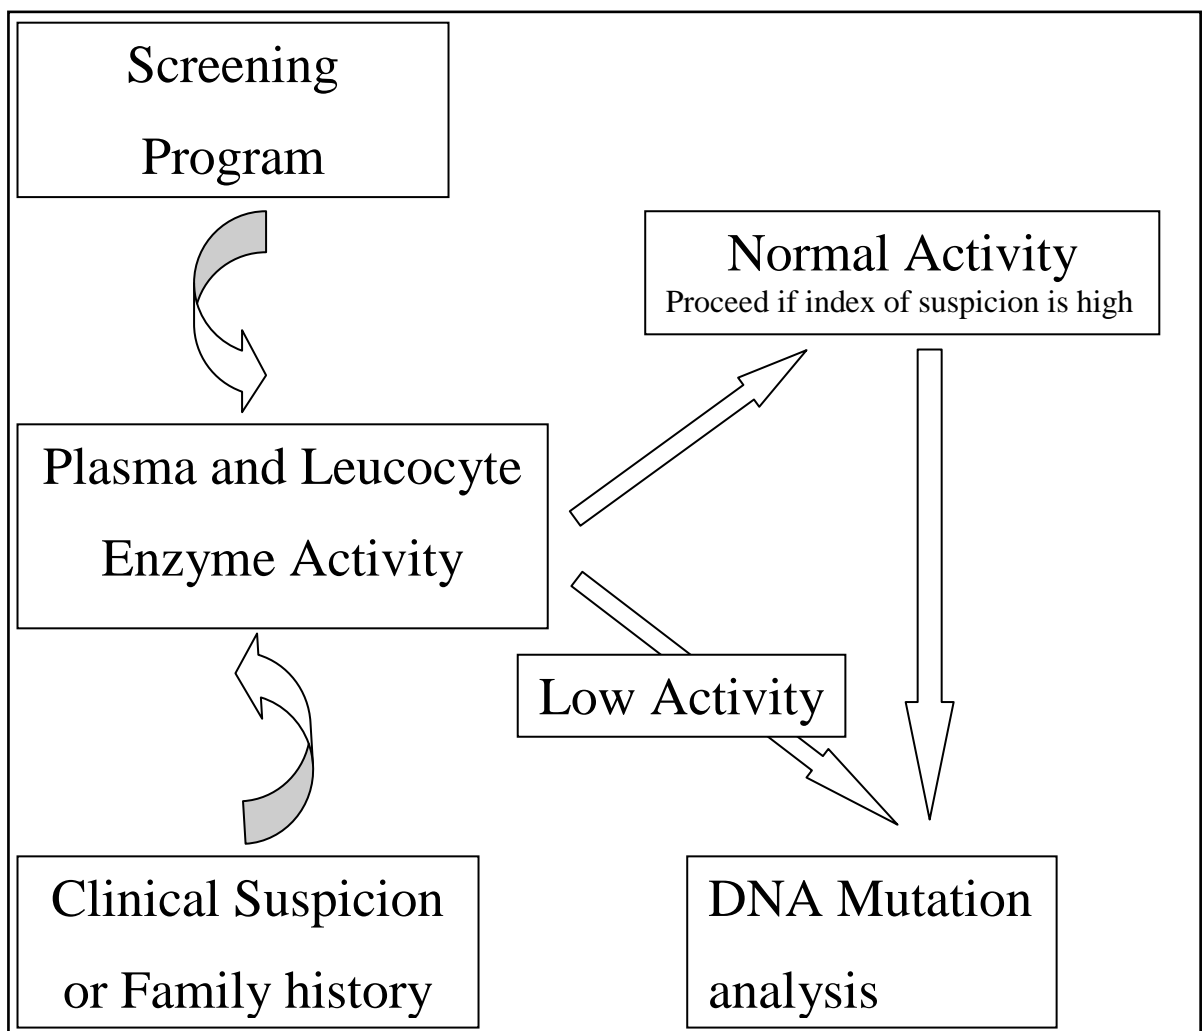 Screening
Program
Normal Activity
Proceed if index of suspicion is high
Plasma and Leucocyte
Enzyme Activity
Low Activity
Clinical Suspicion
or Family history
DNA Mutation
analysis